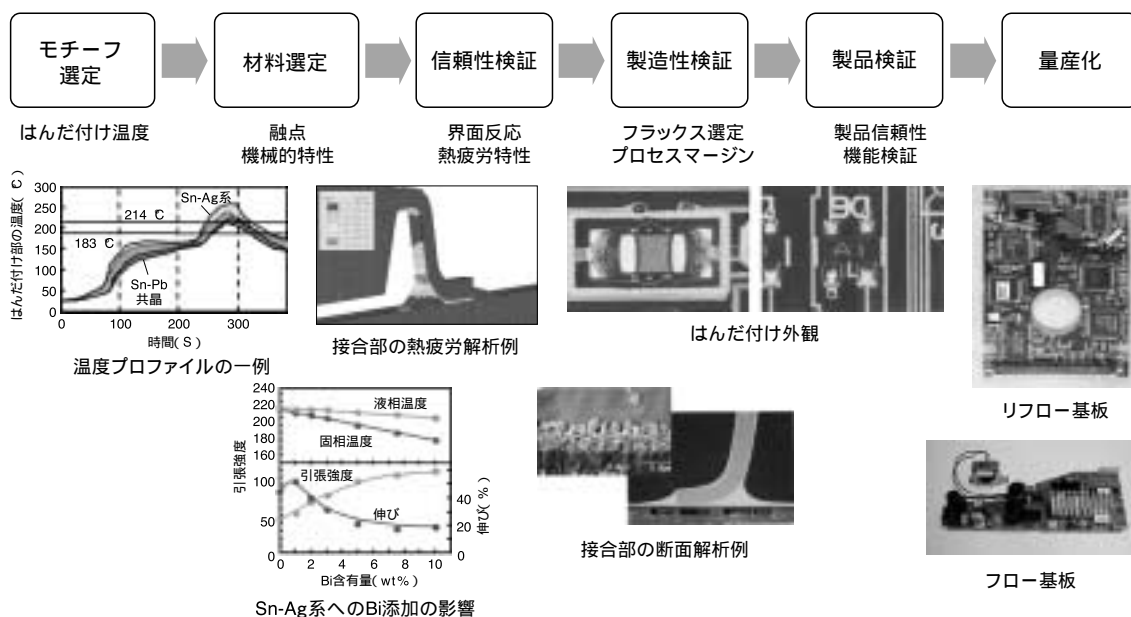 モチーフ
選定
材料選定
信頼性検証
製造性検証
製品検証
量産化
はんだ付け温度
融点
機械的特性
界面反応
熱疲労特性
フラックス選定
プロセスマージン
製品信頼性
機能検証
はんだ付け部の温度(℃)
300
250
200
150
100
50
0
Sn-Ag系
214 ℃
183 ℃
Sn-Pb
共晶
0
100
200
300
時間(S)
温度プロファイルの一例
接合部の熱疲労解析例
はんだ付け外観
リフロー基板
引張強度
240
220
200
180
160
100
50
0
液相温度
固相温度
引張強度
伸び
40
20
0
伸び(%)
0
2
4
6
8
10
Bi含有量(wt%)
Sn-Ag系へのBi添加の影響
接合部の断面解析例
フロー基板